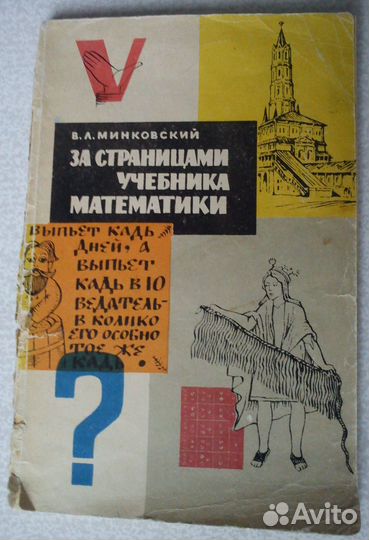 V
В. Л. МИНКОВСКИЙ
ЗА СТРАНИЦАМИ
УЧЕБНИКА
МАТЕМАТИКИ
ВЫПЬЕТ КАДЬ
ДНЕЙ, А
ВЫПЬЕТ
КАДЬ В 10
ВЕДАТЕЛЬ-
В КОЛИКО
ЕГО ОСОБНО
ТОЕ ЖЕ
КАДЬ.
?
Avito